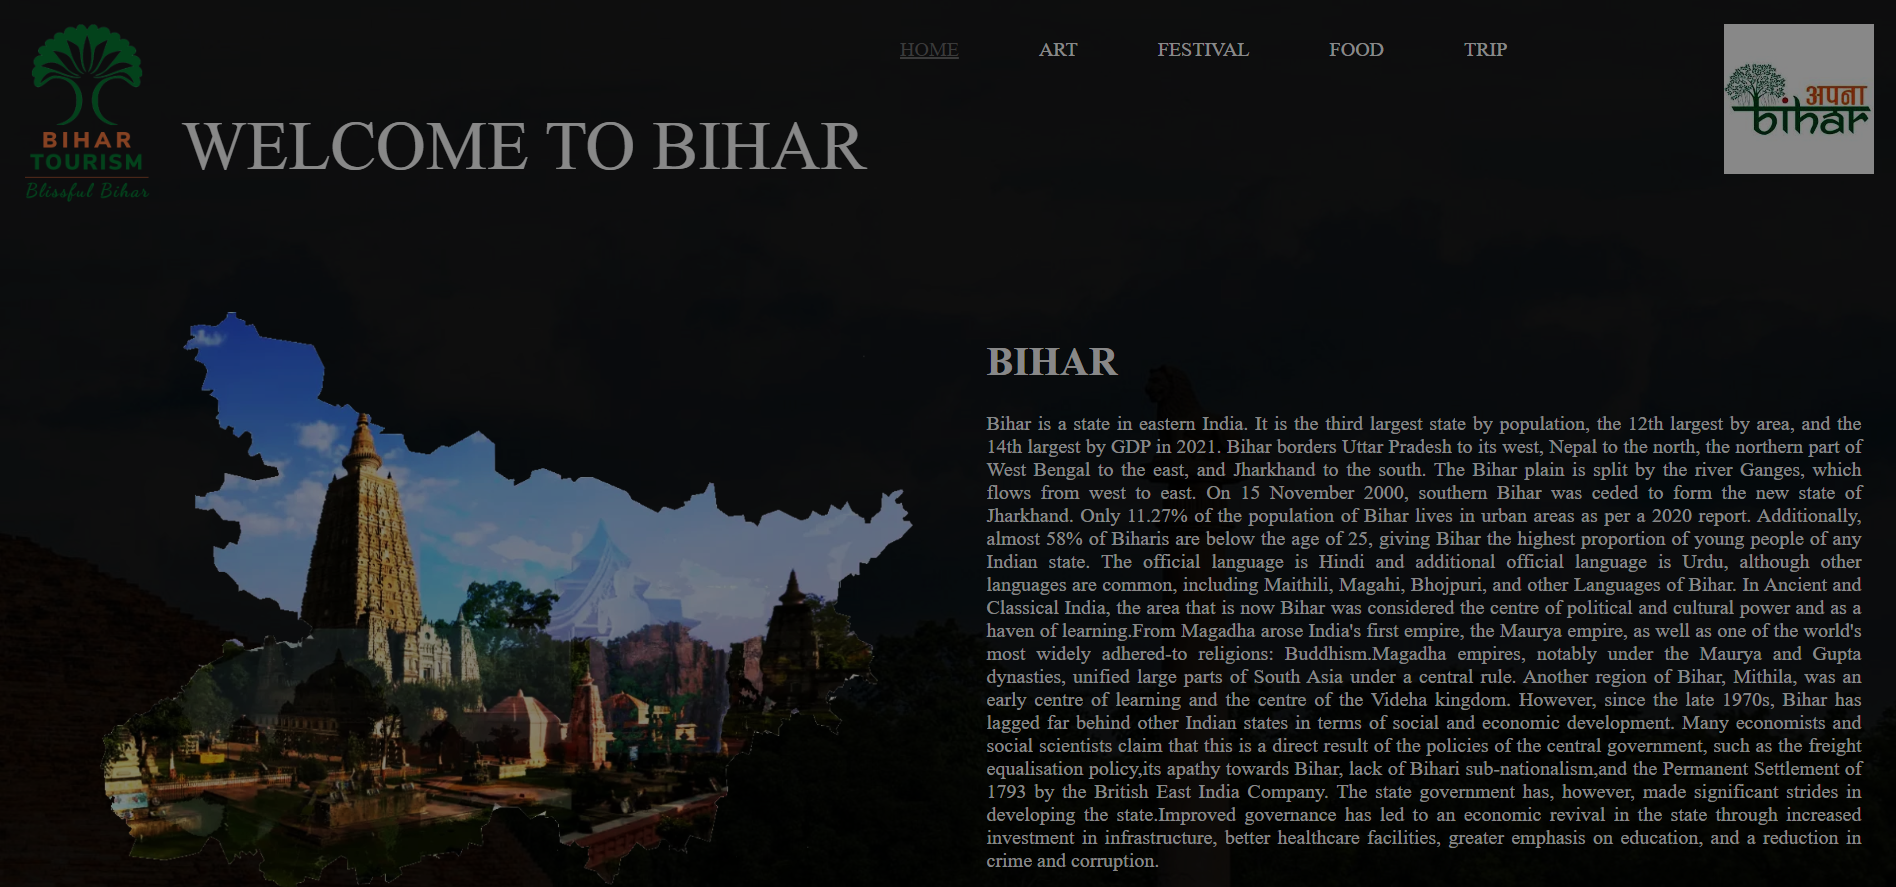 HOME ART FESTIVAL FOOD TRIP
BIHAR
TOURISM
Blissful Bihar
WELCOME TO BIHAR
अपना
bihar
BIHAR
Bihar is a state in eastern India. It is the third largest state by population, the 12th largest by area, and the
14th largest by GDP in 2021. Bihar borders Uttar Pradesh to its west, Nepal to the north, the northern part of
West Bengal to the east, and Jharkhand to the south. The Bihar plain is split by the river Ganges, which
flows from west to east. On 15 November 2000, southern Bihar was ceded to form the new state of
Jharkhand. Only 11.27% of the population of Bihar lives in urban areas as per a 2020 report. Additionally,
almost 58% of Biharis are below the age of 25, giving Bihar the highest proportion of young people of any
Indian state. The official language is Hindi and additional official language is Urdu, although other
languages are common, including Maithili, Magahi, Bhojpuri, and other Languages of Bihar. In Ancient and
Classical India, the area that is now Bihar was considered the centre of political and cultural power and as a
haven of learning.From Magadha arose India's first empire, the Maurya empire, as well as one of the world's
most widely adhered-to religions: Buddhism.Magadha empires, notably under the Maurya and Gupta
dynasties, unified large parts of South Asia under a central rule. Another region of Bihar, Mithila, was an
early centre of learning and the centre of the Videha kingdom. However, since the late 1970s, Bihar has
lagged far behind other Indian states in terms of social and economic development. Many economists and
social scientists claim that this is a direct result of the policies of the central government, such as the freight
equalisation policy,its apathy towards Bihar, lack of Bihari sub-nationalism,and the Permanent Settlement of
1793 by the British East India Company. The state government has, however, made significant strides in
developing the state.Improved governance has led to an economic revival in the state through increased
investment in infrastructure, better healthcare facilities, greater emphasis on education, and a reduction in
crime and corruption.